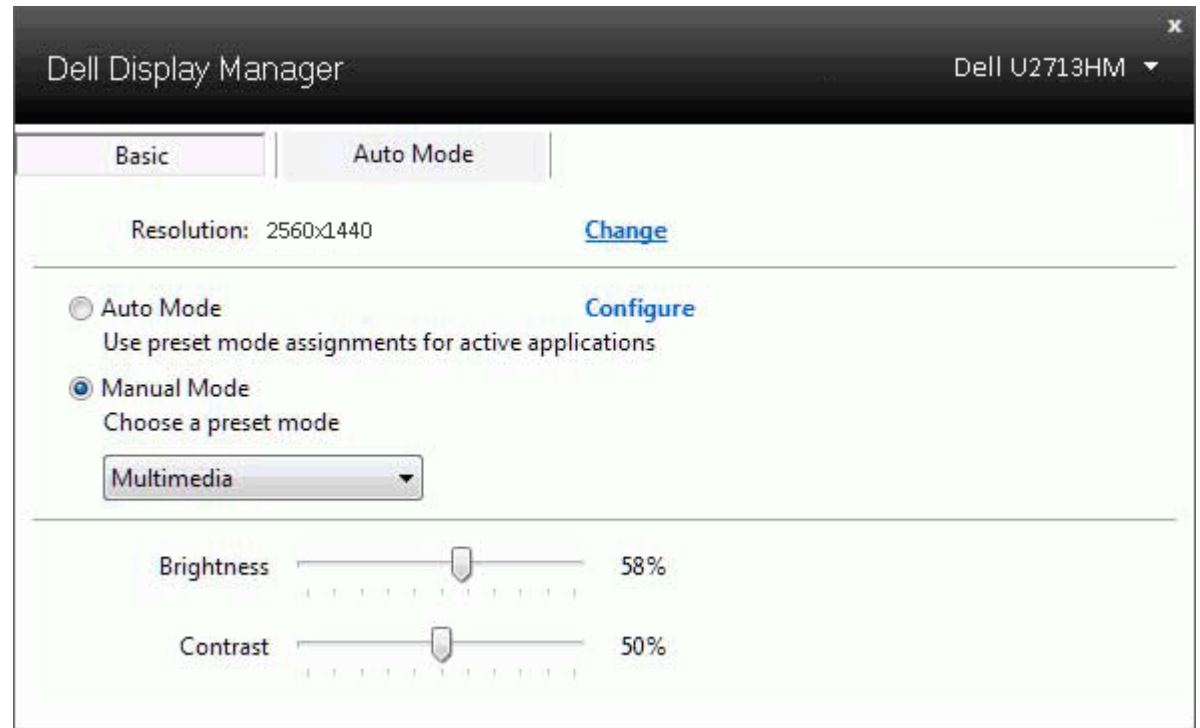 x
Dell Display Manager Dell U2713HM
Basic Auto Mode
Resolution: 2560x1440 Change
Auto Mode Configure
Use preset mode assignments for active applications
Manual Mode
Choose a preset mode
Multimedia
Brightness 58%
Contrast 50%